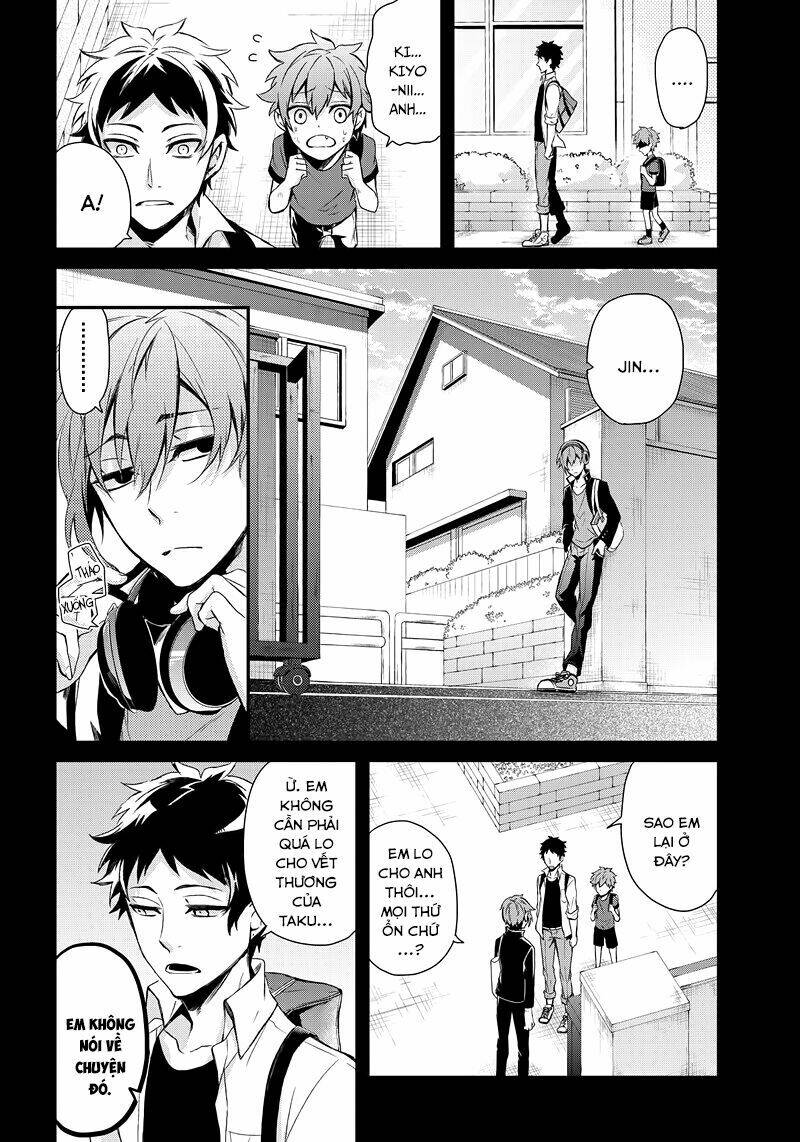 ....
KI...
KIYO
-NII...
ANH...
A!
JIN...
.......
THÁO
XUỐNG
SAO EM
LẠI Ở
ĐÂY?
EM LO
CHO ANH
THÔI...
MỌI THỨ
ỔN CHỨ
...?
Ừ. EM
KHÔNG
CẦN PHẢI
QUÁ LO
CHO VẾT
THƯƠNG
CỦA
TAKU...
EM KHÔNG
NÓI VỀ
CHUYỆN
ĐÓ.